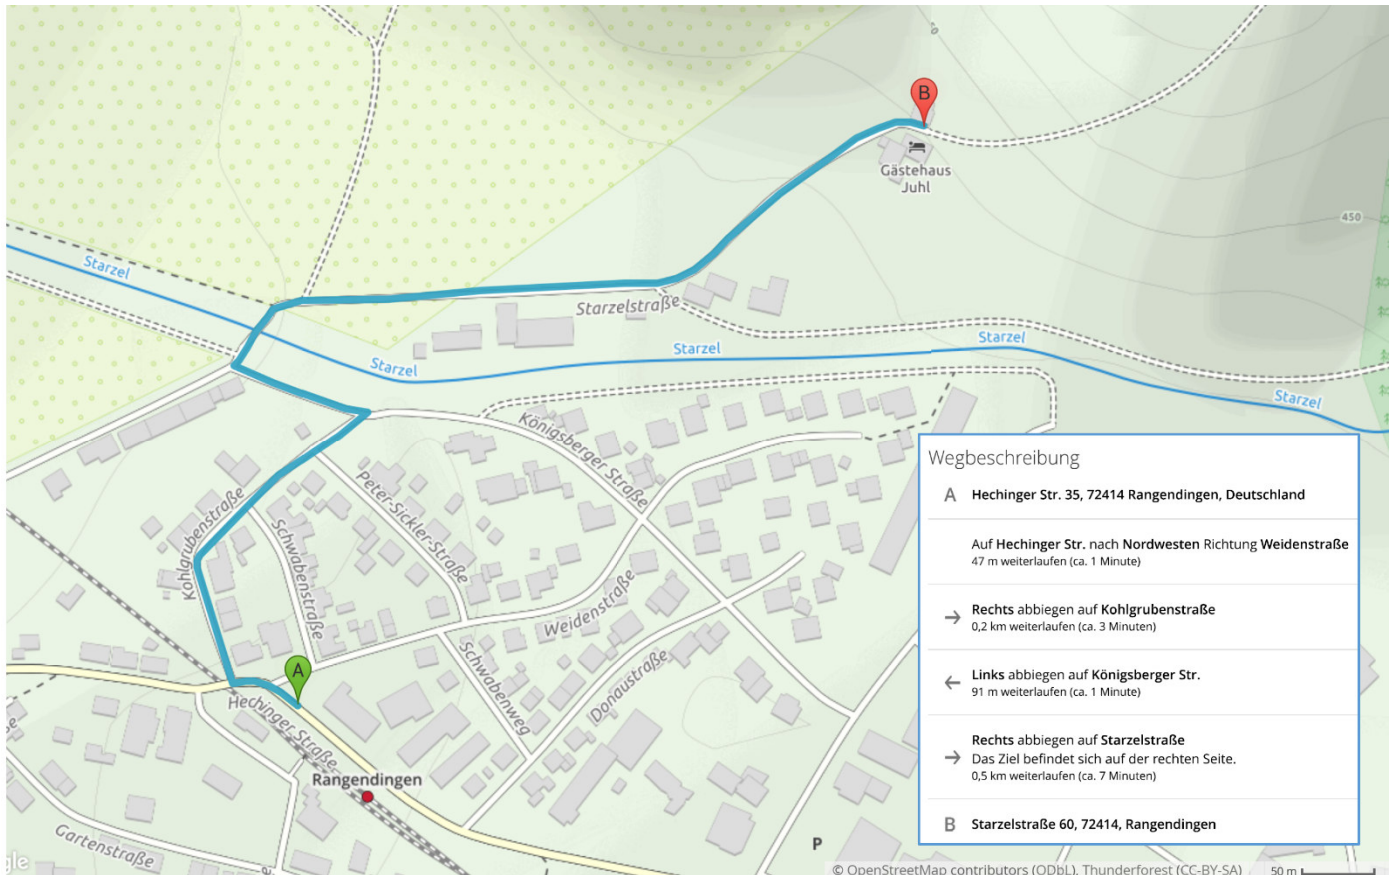 60
B
Gästehaus
Juhl
450
Starzel
Starzelstraße
Starzel
Starzel
Starzel
Starzel
Königsberger Straße
Peter-Sickler-Straße
Kohlgrubenstraße
Schwabenstraße
Weidenstraße
Schwabenweg
Donaustraße
A
Hechinger Straße
Rangendingen
Gartenstraße
P
Wegbeschreibung
A Hechinger Str. 35, 72414 Rangendingen, Deutschland
Auf Hechinger Str. nach Nordwesten Richtung Weidenstraße
47 m weiterlaufen (ca. 1 Minute)
→ Rechts abbiegen auf Kohlgrubenstraße
0,2 km weiterlaufen (ca. 3 Minuten)
← Links abbiegen auf Königsberger Str.
91 m weiterlaufen (ca. 1 Minute)
→ Rechts abbiegen auf Starzelstraße
Das Ziel befindet sich auf der rechten Seite.
0,5 km weiterlaufen (ca. 7 Minuten)
B Starzelstraße 60, 72414, Rangendingen
gle
© OpenStreetMap contributors (ODbL), Thunderforest (CC-BY-SA)
50 m